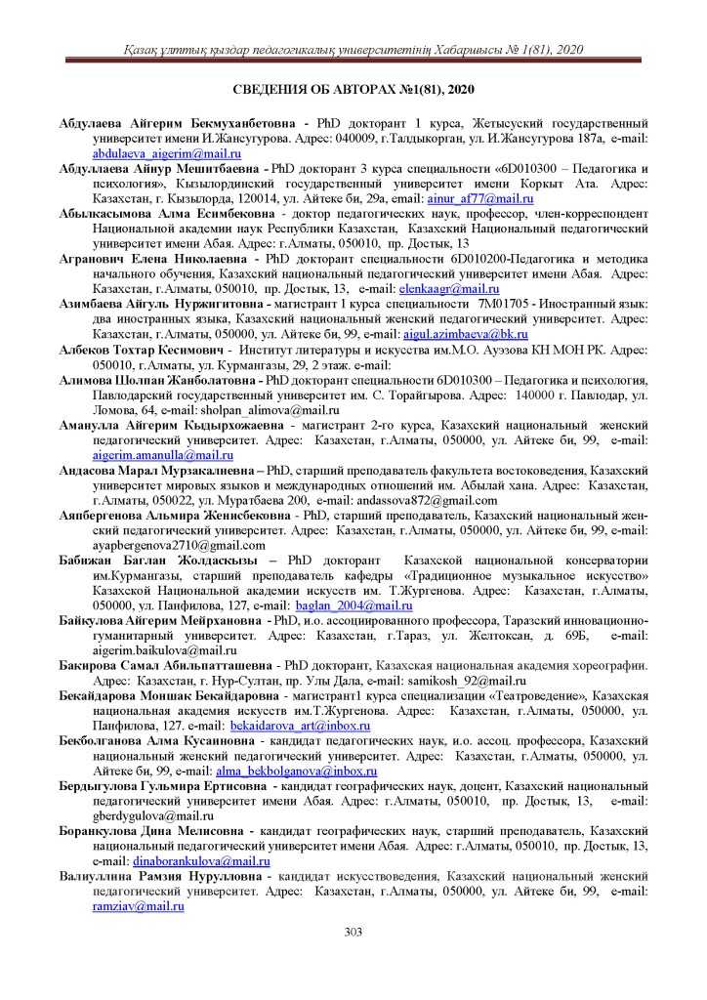 Қазақ ұлттық қыздар педагогикалық университетінің Хабаршысы № 1(81), 2020
СВЕДЕНИЯ ОБ АВТОРАХ №1(81), 2020
Абдулаева Айгерим Бекмуханбетовна - PhD докторант 1 курса, Жетысуский государственный
университет имени И.Жансугурова. Адрес: 040009, г.Талдыкорган, ул. И.Жансугурова 187а, e-mail:
abdulaeva_aigerim@mail.ru
Абдуллаева Айнур Мешитбаевна - PhD докторант 3 курса специальности «6D010300 – Педагогика и
психология», Кызылординский государственный университет имени Коркыт Ата. Адрес:
Казахстан, г. Кызылорда, 120014, ул. Айтеке би, 29а, email: ainur_af77@mail.ru
Абылкасымова Алма Есимбековна - доктор педагогических наук, профессор, член-корреспондент
Национальной академии наук Республики Казахстан, Казахский Национальный педагогический
университет имени Абая. Адрес: г.Алматы, 050010, пр. Достык, 13
Агранович Елена Николаевна - PhD докторант специальности 6D010200-Педагогика и методика
начального обучения, Казахский национальный педагогический университет имени Абая. Адрес:
Казахстан, г.Алматы, 050010, пр. Достык, 13, e-mail: elenkaagr@mail.ru
Азимбаева Айгуль Нуржигитовна - магистрант 1 курса специальности 7М01705 - Иностранный язык:
два иностранных языка, Казахский национальный женский педагогический университет. Адрес:
Казахстан, г.Алматы, 050000, ул. Айтеке би, 99, e-mail: aigul.azimbaeva@bk.ru
Албеков Тохтар Кесимович - Институт литературы и искусства им.М.О. Ауэзова КН МОН РК. Адрес:
050010, г.Алматы, ул. Курмангазы, 29, 2 этаж. e-mail:
Алимова Шолпан Жанболатовна - PhD докторант специальности 6D010300 – Педагогика и психология,
Павлодарский государственный университет им. С. Торайгырова. Адрес: 140000 г. Павлодар, ул.
Ломова, 64, e-mail: sholpan_alimova@mail.ru
Аманулла Айгерим Кыдырхожаевна - магистрант 2-го курса, Казахский национальный женский
педагогический университет. Адрес: Казахстан, г.Алматы, 050000, ул. Айтеке би, 99, e-mail:
aigerim.amanulla@mail.ru
Андасова Марал Мурзакалиевна – PhD, старший преподаватель факультета востоковедения, Казахский
университет мировых языков и международных отношений им. Абылай хана. Адрес: Казахстан,
г.Алматы, 050022, ул. Муратбаева 200, e-mail: andassova872@gmail.com
Аяпбергенова Альмира Женисбековна - PhD, старший преподаватель, Казахский национальный жен-
ский педагогический университет. Адрес: Казахстан, г.Алматы, 050000, ул. Айтеке би, 99, e-mail:
ayapbergenova2710@gmail.com
Бабижан Баглан Жолдаскызы – PhD докторант Казахской национальной консерватории
им.Курмангазы, старший преподаватель кафедры «Традиционное музыкальное искусство»
Казахской Национальной академии искусств им. Т.Жургенова. Адрес: Казахстан, г.Алматы,
050000, ул. Панфилова, 127, e-mail: baglan_2004@mail.ru
Байкулова Айгерим Мейрхановна - PhD, и.о. ассоциированного профессора, Таразский инновационно-
гуманитарный университет. Адрес: Казахстан, г.Тараз, ул. Желтоксан, д. 69Б, e-mail:
aigerim.baikulova@mail.ru
Бакирова Самал Абильпатташевна - PhD докторант, Казахская национальная академия хореографии.
Адрес: Казахстан, г. Нур-Султан, пр. Улы Дала, e-mail: samikosh_92@mail.ru
Бекайдарова Моншак Бекайдаровна - магистрант1 курса специализации «Театроведение», Казахская
национальная академия искусств им.Т.Жургенова. Адрес: Казахстан, г.Алматы, 050000, ул.
Панфилова, 127. e-mail: bekaidarova_art@inbox.ru
Бекболганова Алма Кусаиновна - кандидат педагогических наук, и.о. ассоц. профессора, Казахский
национальный женский педагогический университет. Адрес: Казахстан, г.Алматы, 050000, ул.
Айтеке би, 99, e-mail: alma_bekbolganova@inbox.ru
Бердыгулова Гульмира Ертисовна - кандидат географических наук, доцент, Казахский национальный
педагогический университет имени Абая. Адрес: г.Алматы, 050010, пр. Достык, 13, e-mail:
gberdygulova@mail.ru
Боранкулова Дина Мелисовна - кандидат географических наук, старший преподаватель, Казахский
национальный педагогический университет имени Абая. Адрес: г.Алматы, 050010, пр. Достык, 13,
e-mail: dinaborankulova@mail.ru
Валиуллина Рамзия Нурулловна - кандидат искусствоведения, Казахский национальный женский
педагогический университет. Адрес: Казахстан, г.Алматы, 050000, ул. Айтеке би, 99, e-mail:
ramziav@mail.ru
303